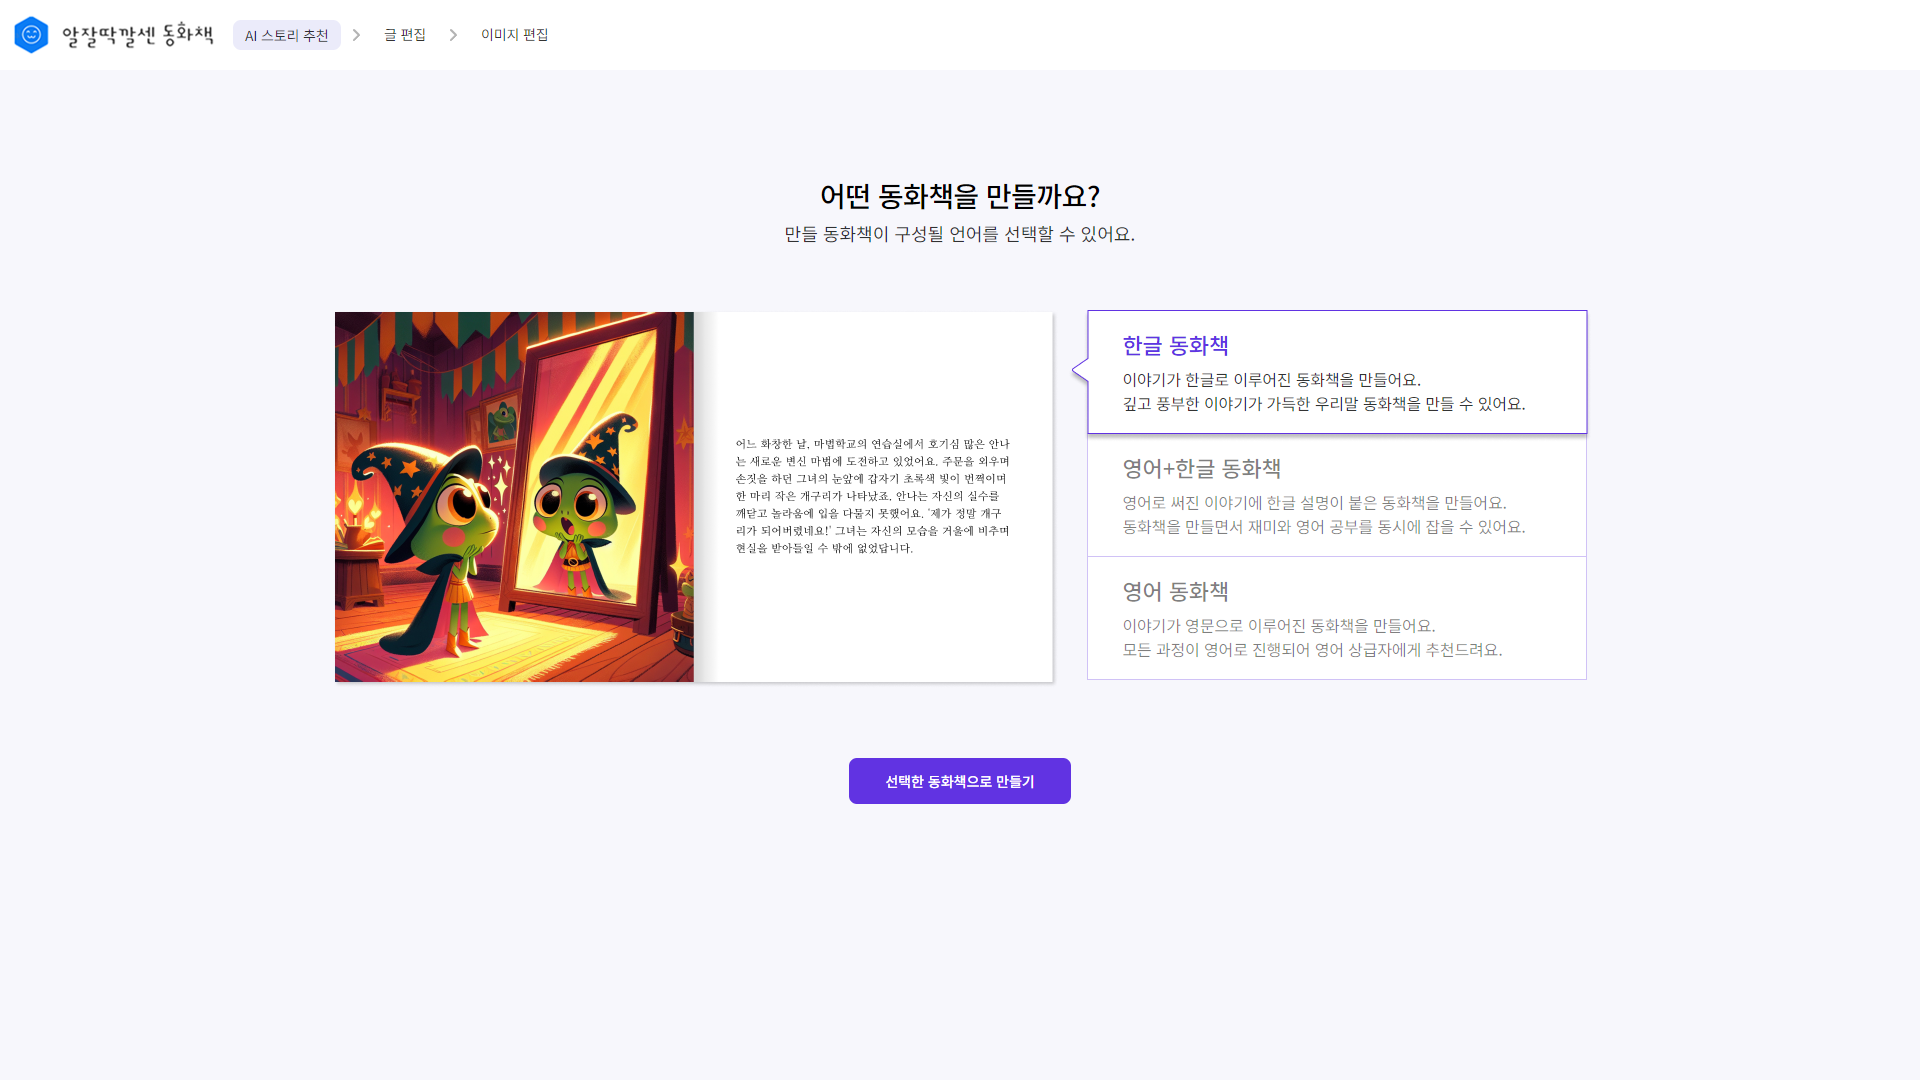 알잘딱깔센 동화책
AI 스토리 추천
글 편집
이미지 편집
어떤 동화책을 만들까요?
만들 동화책이 구성될 언어를 선택할 수 있어요.
어느 화창한 날, 마법학교의 연습실에서 호기심 많은 안나
는 새로운 변신 마법에 도전하고 있었어요. 주문을 외우며
손짓을 하던 그녀의 눈앞에 갑자기 초록색 빛이 번쩍이며
한 마리 작은 개구리가 나타났죠. 안나는 자신의 실수를
깨닫고 놀라움에 입을 다물지 못했어요. '제가 정말 개구
리가 되어버렸네요!' 그녀는 자신의 모습을 거울에 비추며
현실을 받아들일 수 밖에 없었답니다.
한글 동화책
이야기가 한글로 이루어진 동화책을 만들어요.
깊고 풍부한 이야기가 가득한 우리말 동화책을 만들 수 있어요.
영어+한글 동화책
영어로 써진 이야기에 한글 설명이 붙은 동화책을 만들어요.
동화책을 만들면서 재미와 영어 공부를 동시에 잡을 수 있어요.
영어 동화책
이야기가 영문으로 이루어진 동화책을 만들어요.
모든 과정이 영어로 진행되어 영어 상급자에게 추천드려요.
선택한 동화책으로 만들기